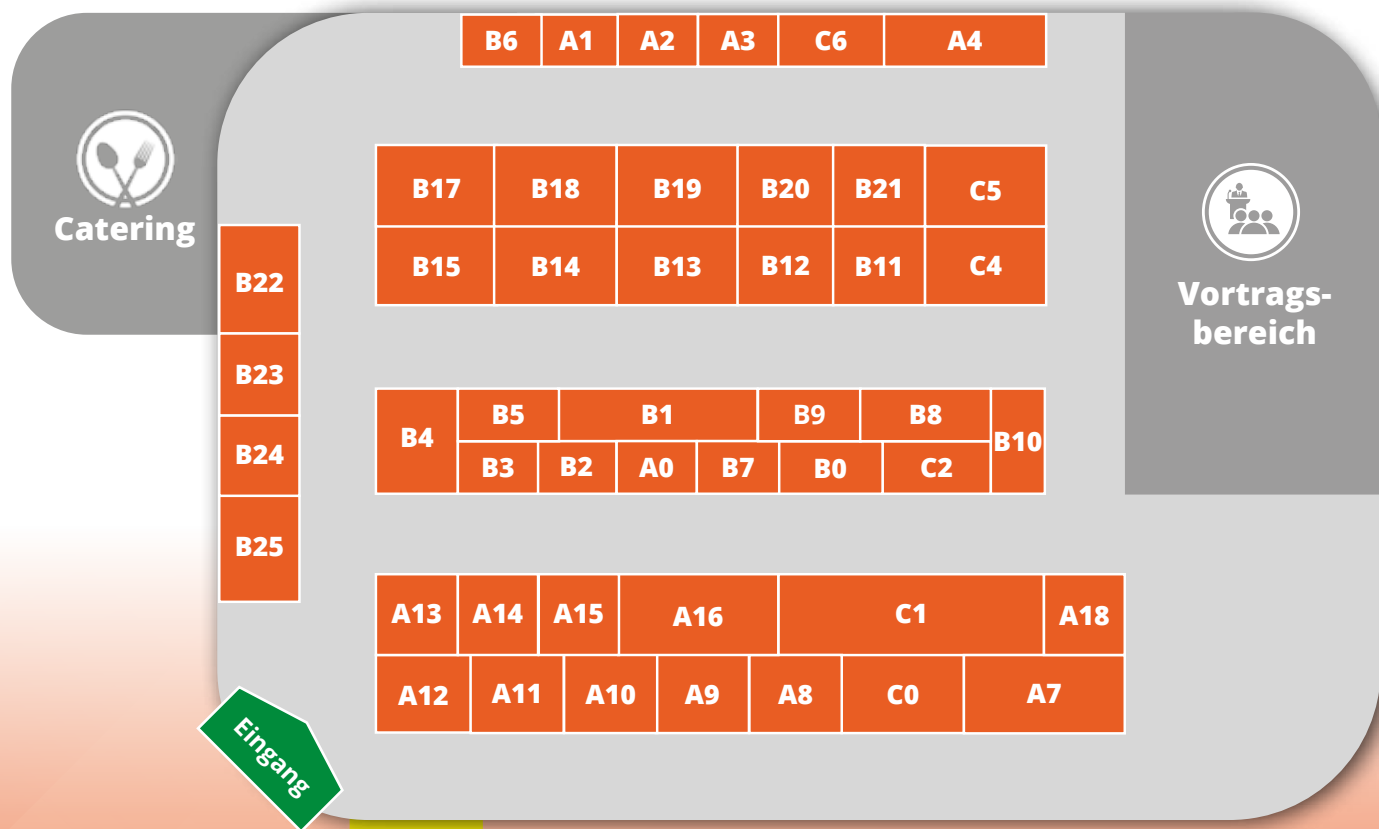 B6 A1 A2 A3 C6 A4
Catering
B17 B18 B19 B20 B21 C5
B15 B14 B13 B12 B11 C4
Vortrags-
bereich
B22
B23
B24
B25
B4
B5 B1 B9 B8
B3 B2 A0 B7 B0 C2
B10
A13 A14 A15 A16 C1 A18
A12 A11 A10 A9 A8 C0 A7
Eingang